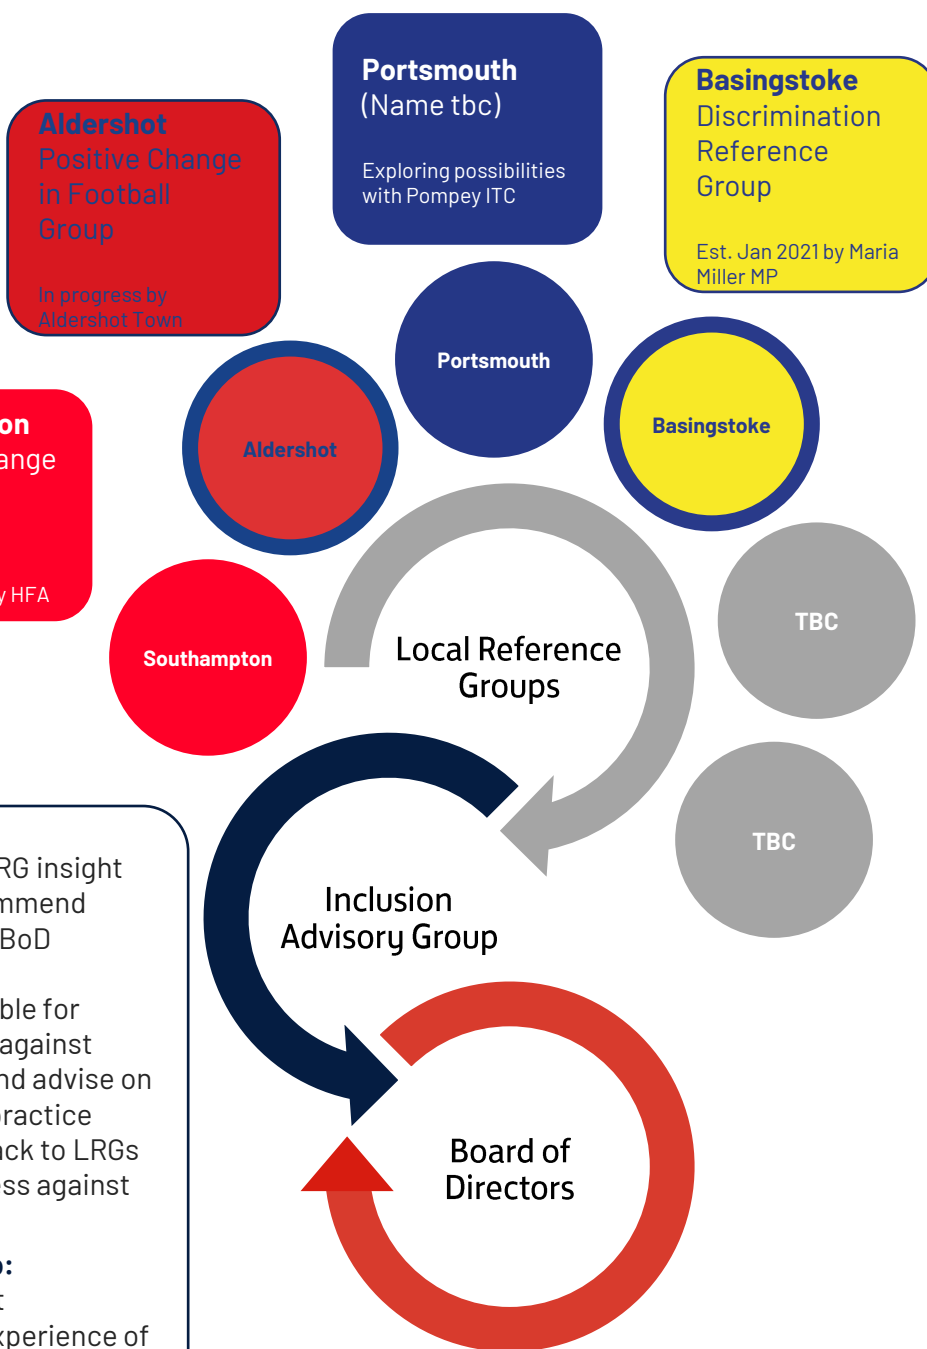 Portsmouth
(Name tbc)
Exploring possibilities
with Pompey ITC
Basingstoke
Discrimination
Reference
Group
Est. Jan 2021 by Maria
Miller MP
Aldershot
Positive Change
in Football
Group
In progress by
Aldershot Town
on
ange
y HFA
Portsmouth
Aldershot
Basingstoke
Southampton
TBC
TBC
Local Reference
Groups
Inclusion
Advisory Group
Board of
Directors
RG insight
mmend
BoD
ble for
against
nd advise on
practice
ack to LRGs
ess against
o:
t
xperience of